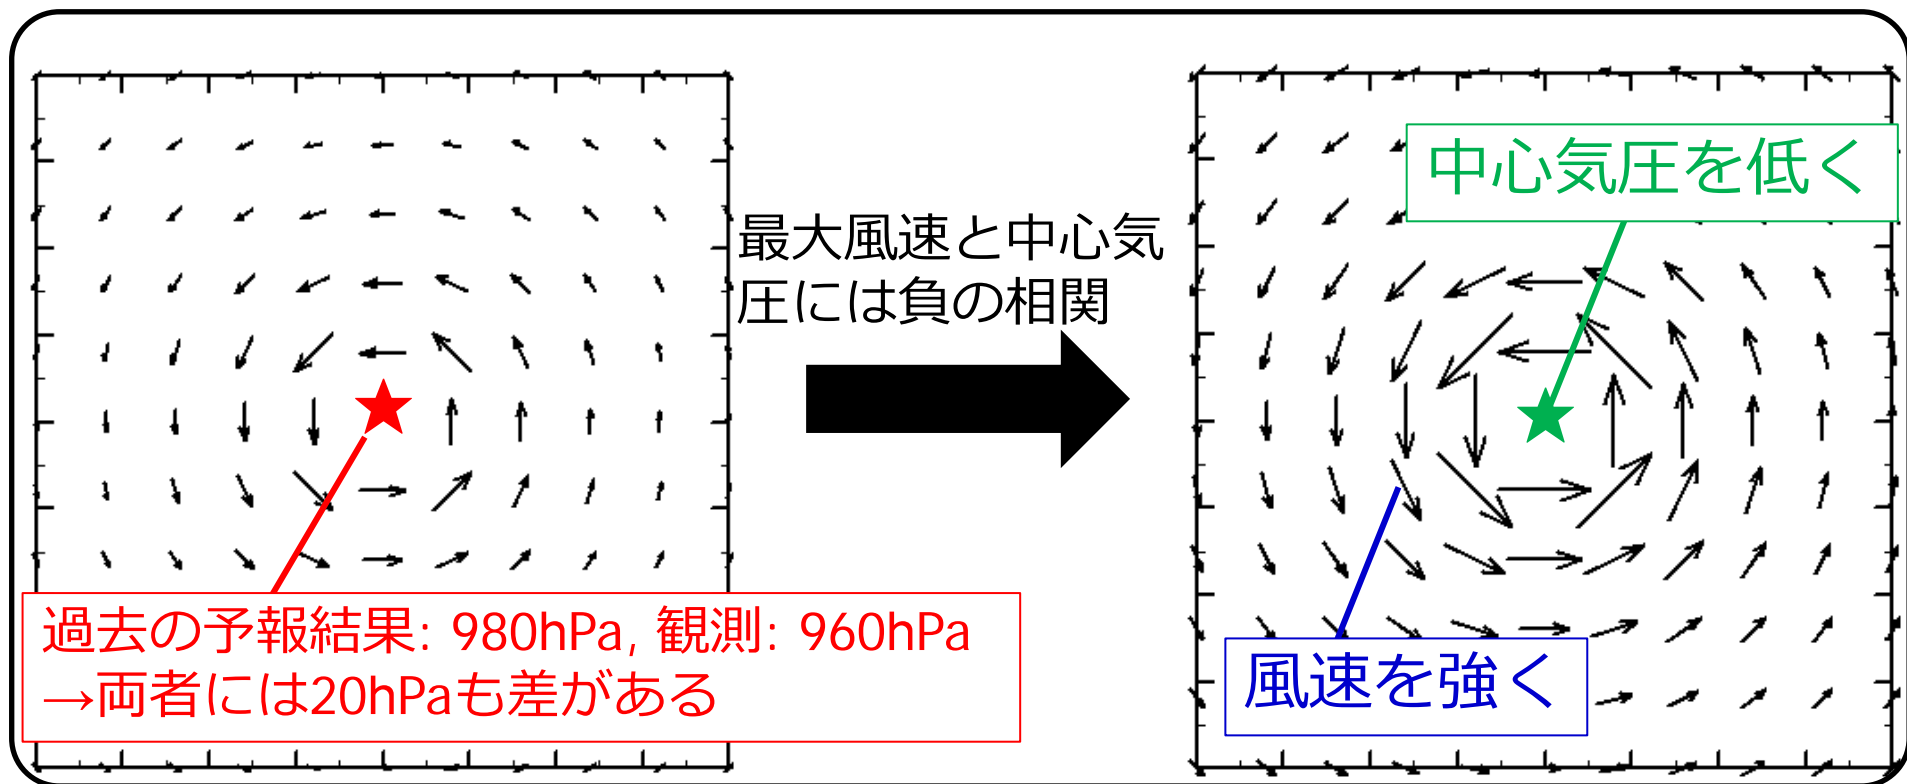 中心気圧を低く
最大風速と中心気
圧には負の相関
過去の予報結果: 980hPa, 観測: 960hPa
→両者には20hPaも差がある
風速を強く